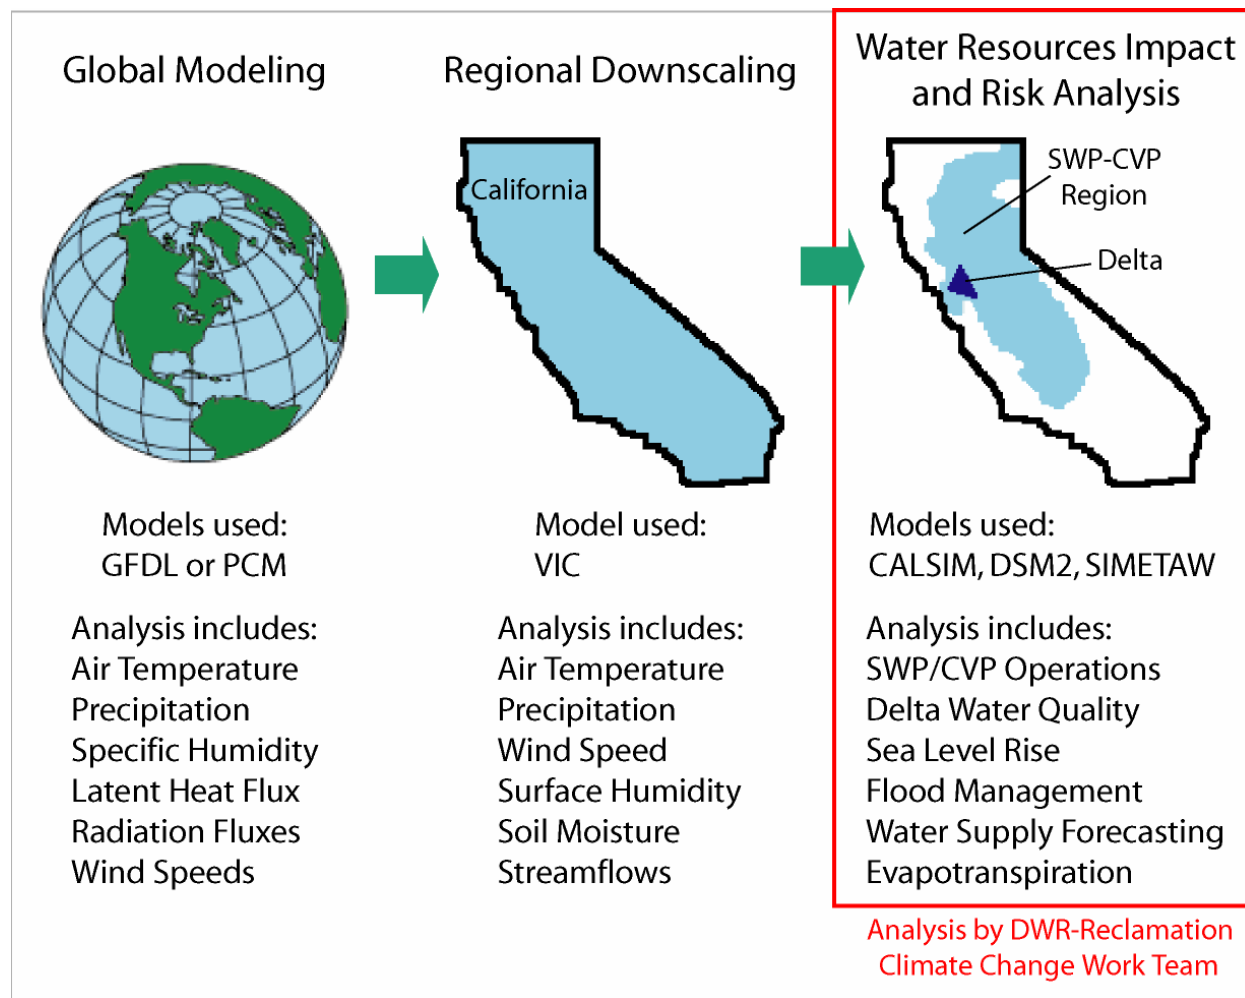 Global Modeling
Models used:
GFDL or PCM
Analysis includes:
Air Temperature
Precipitation
Specific Humidity
Latent Heat Flux
Radiation Fluxes
Wind Speeds
Regional Downscaling
California
Model used:
VIC
Analysis includes:
Air Temperature
Precipitation
Wind Speed
Surface Humidity
Soil Moisture
Streamflows
Water Resources Impact
and Risk Analysis
SWP-CVP
Region
Delta
Models used:
CALSIM, DSM2, SIMETAW
Analysis includes:
SWP/CVP Operations
Delta Water Quality
Sea Level Rise
Flood Management
Water Supply Forecasting
Evapotranspiration
Analysis by DWR-Reclamation
Climate Change Work Team